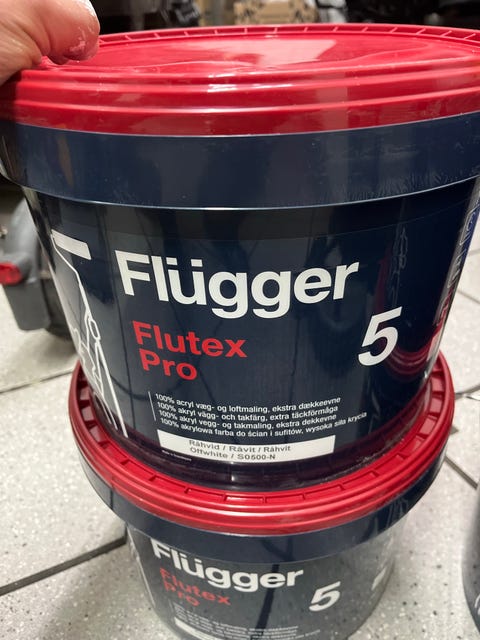 Flügger
Flutex
Pro
5
100% acryl væg- og loftmaling, ekstra dækkeevne
100% akryl vägg- och takfärg, extra täckförmåga
100% akryl vegg- og takmaling, ekstra dekkevne
100% akrylowa farba do ścian i sufitów, wysoka siła krycia
Råhvid / Råvit / Råhvit
Offwhite / S0500-N
Flügger
Flutex
Pro
5